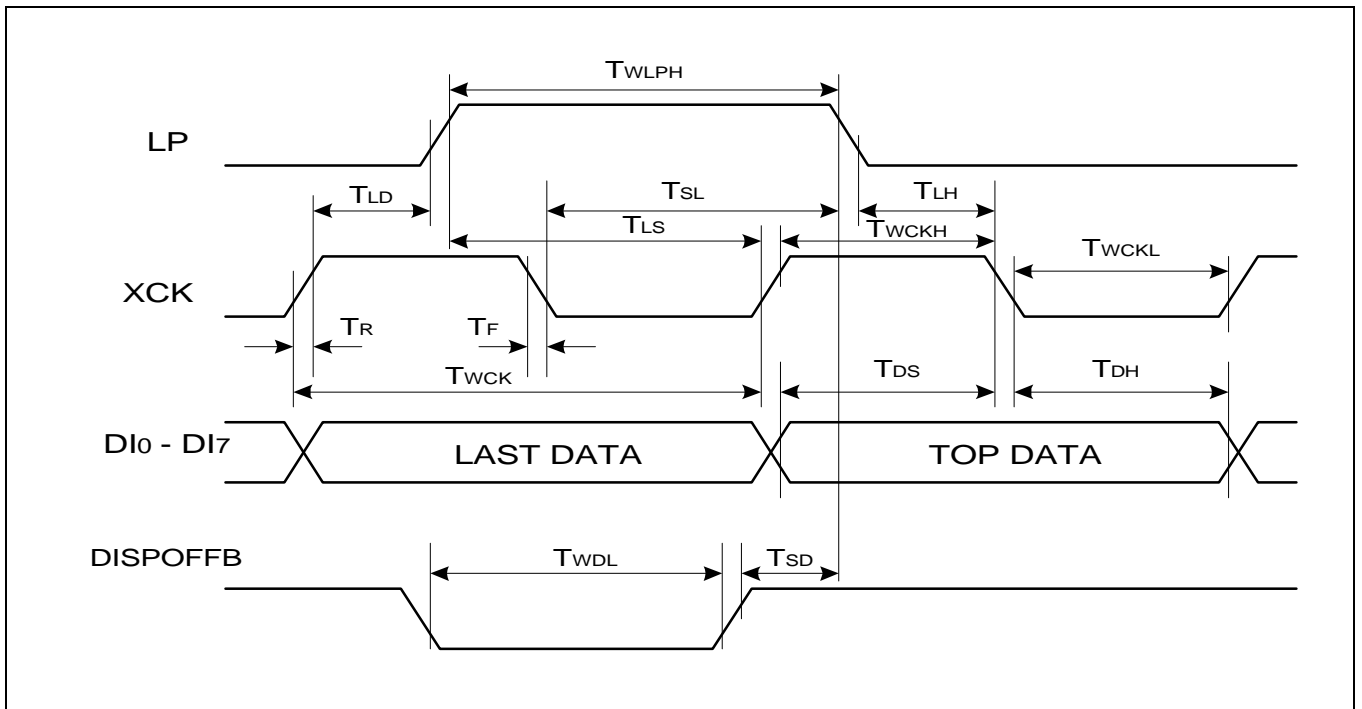 TWLPH
LP
TLD
TSL
TLH
TLS
TWCKH
TWCKL
XCK
TR
TF
TWCK
TDS
TDH
DI0 - DI7
LAST DATA
TOP DATA
DISPOFFB
TWDL
TSD